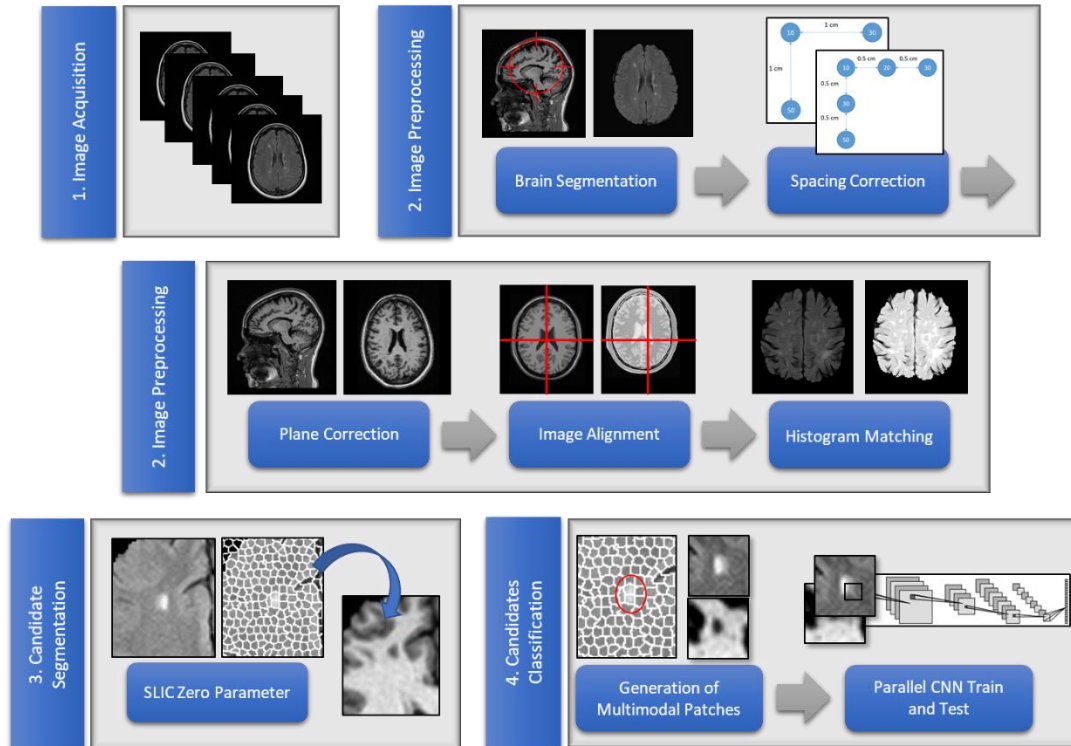 1. Image Acquisition
2. Image Preprocessing
1 cm
10
30
1 cm
50
0.5 cm
0.5 cm
10
20
30
0.5 cm
30
0.5 cm
50
Brain Segmentation
Spacing Correction
2. Image Preprocessing
Plane Correction
Image Alignment
Histogram Matching
3. Candidate
Segmentation
SLIC Zero Parameter
4. Candidates
Classification
Generation of
Multimodal Patches
Parallel CNN Train
and Test